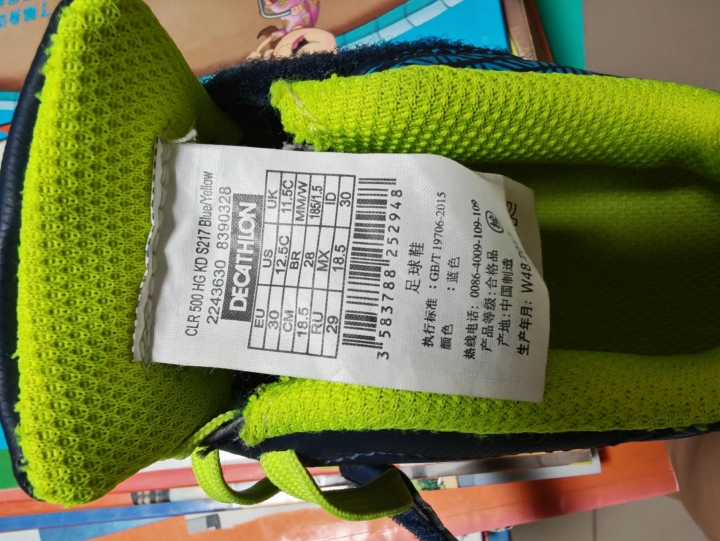 CLR 500 HG KD S217 Blue/Yellow
2243630 8390328
DECATHLON
EU US UK
30 12.5C 11.5C
CM BR MM/W
18.5 28 185/1.5
RU MX ID
29 18.5 30
3 583788 252948
足球鞋
执行标准：GB/T 19706-2015
颜色：蓝色
热线电话：0086-4009-109-109
产品等级：合格品
产地：中国制造
生产年月：W48